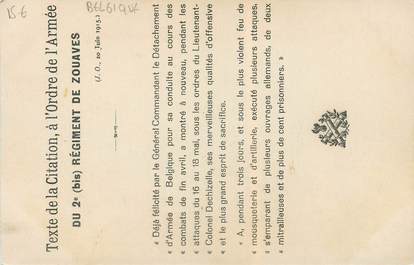 15€
BELGIQUE
Texte de la Citation, à l'Ordre de l'Armée
DU 2e (bis) RÉGIMENT DE ZOUAVES
(J. O., 10 Juin 1915.)
« Déjà félicité par le Général Commandant le Détachement
« d'Armée de Belgique pour sa conduite au cours des
« combats de fin avril, a montré à nouveau, pendant les
« attaques du 16 au 18 mai, sous les ordres du Lieutenant-
« Colonel Dechizelle, ses merveilleuses qualités d'offensive
« et le plus grand esprit de sacrifice.
« A, pendant trois jours, et sous le plus violent feu de
« mousqueterie et d'artillerie, exécuté plusieurs attaques,
« s'emparant de plusieurs ouvrages allemands, de deux
« mitrailleuses et de plus de cent prisonniers. »